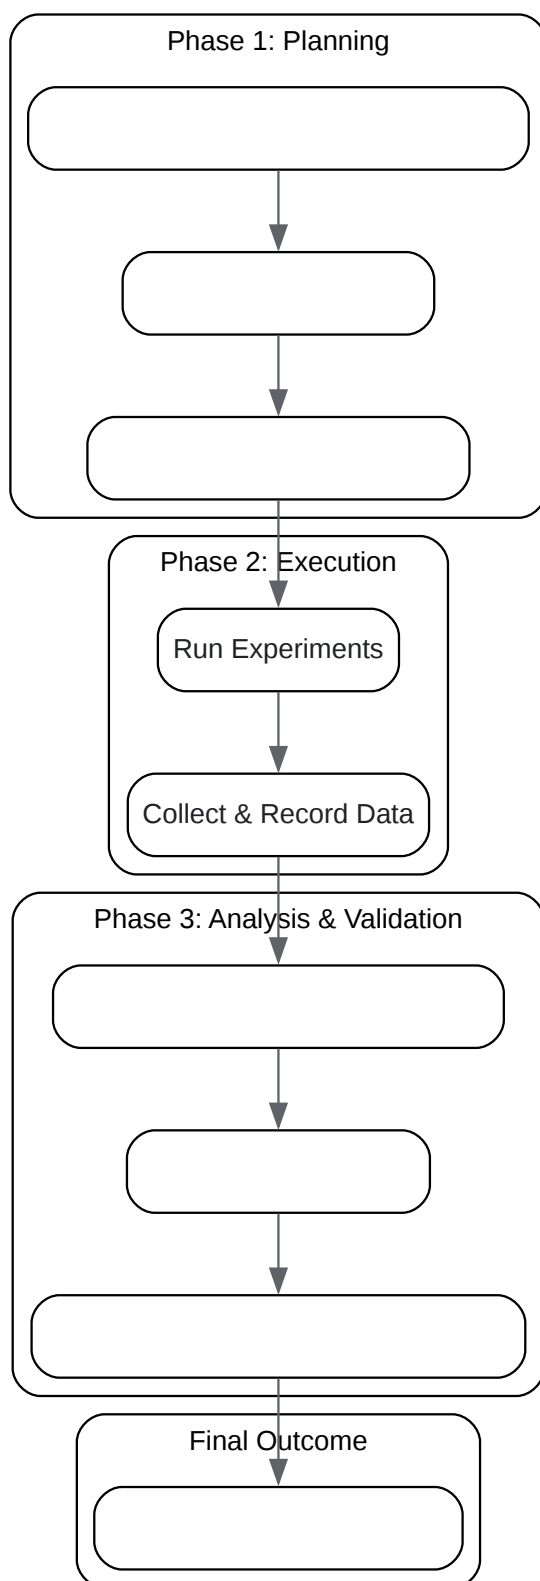 Phase 1: Planning
Phase 2: Execution
Run Experiments
Collect & Record Data
Phase 3: Analysis & Validation
Final Outcome